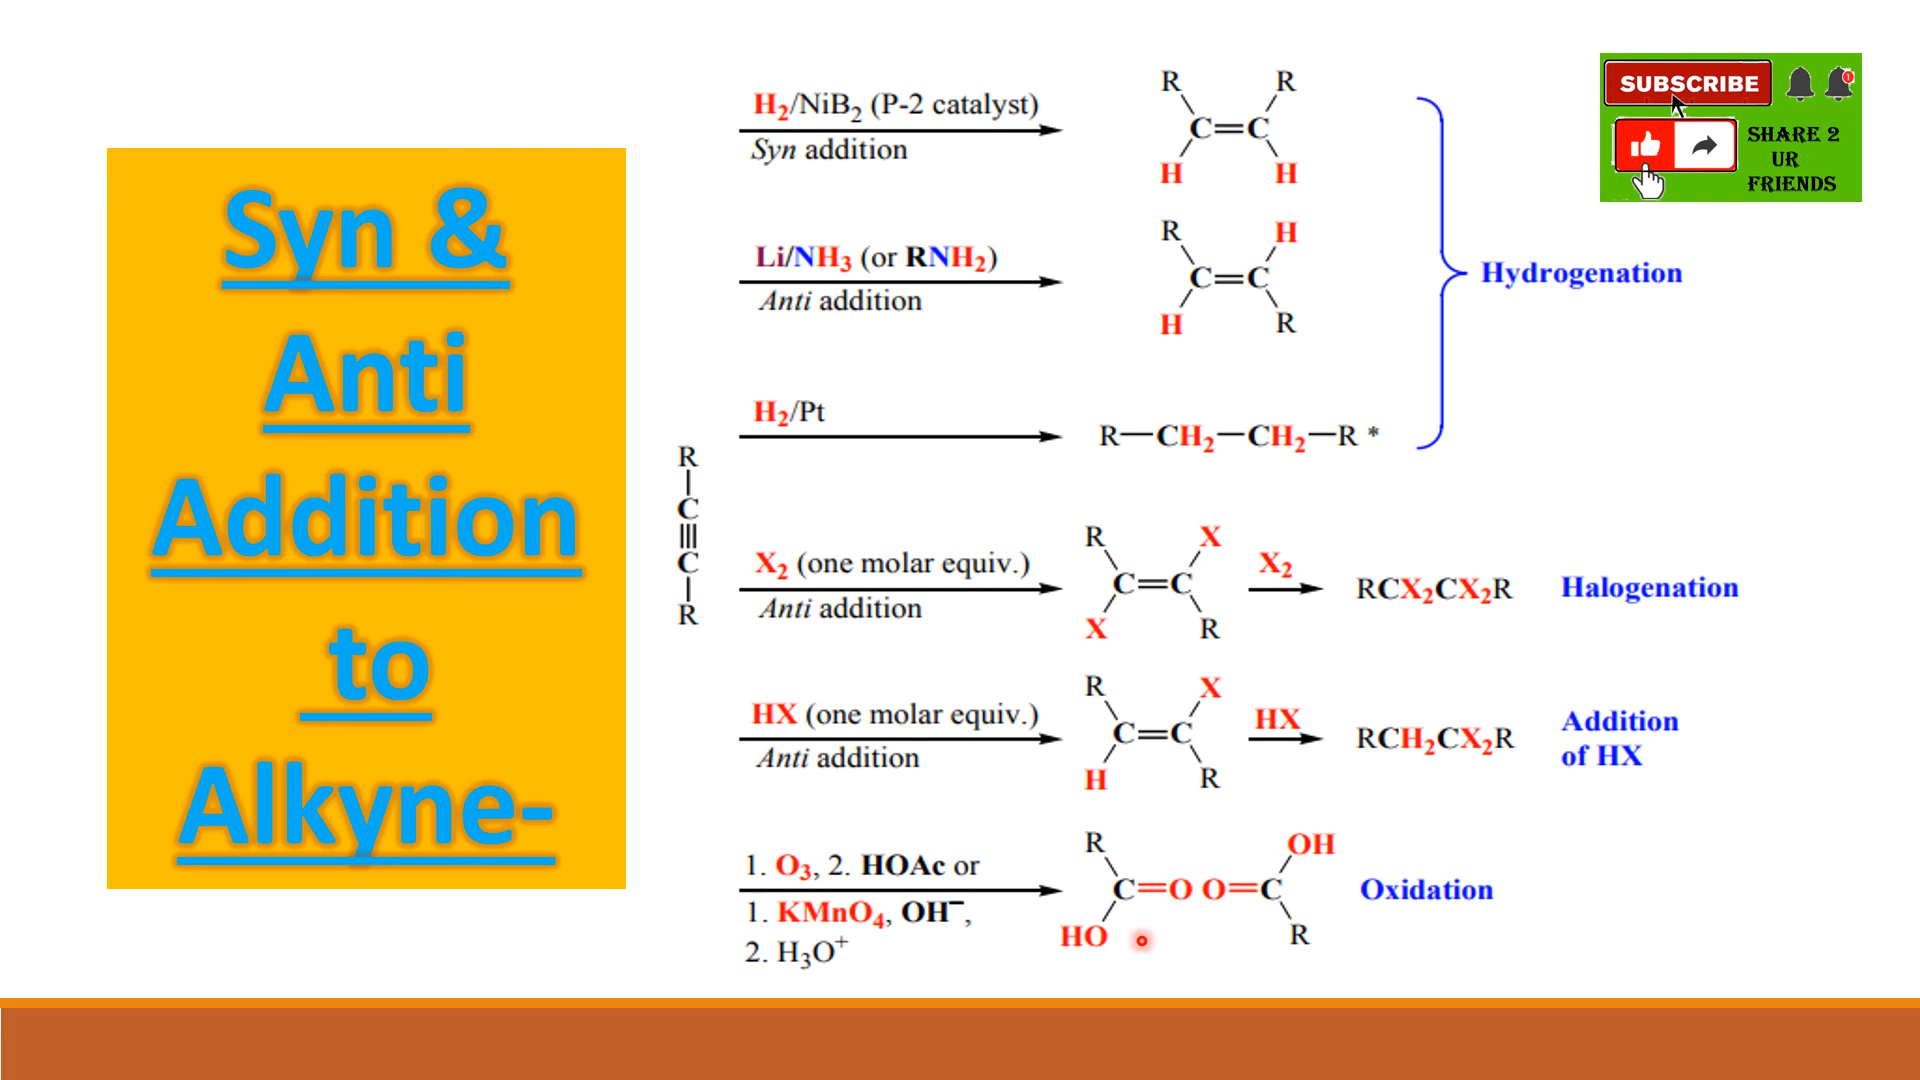 Syn &
Anti
Addition
to
Alkyne-
R
C
C
R
H₂/NiB₂ (P-2 catalyst)
Syn addition
R R
C=C
H H
Li/NH₃ (or RNH₂)
Anti addition
R H
C=C
H R
H₂/Pt
R—CH₂—CH₂—R *
Hydrogenation
X₂ (one molar equiv.)
Anti addition
R X
C=C
X R
X₂
RCX₂CX₂R
Halogenation
HX (one molar equiv.)
Anti addition
R X
C=C
H R
HX
RCH₂CX₂R
Addition
of HX
1. O₃, 2. HOAc or
1. KMnO₄, OH⁻,
2. H₃O⁺
R OH
C=O O=C
HO R
Oxidation
SUBSCRIBE
1
SHARE 2
UR
FRIENDS